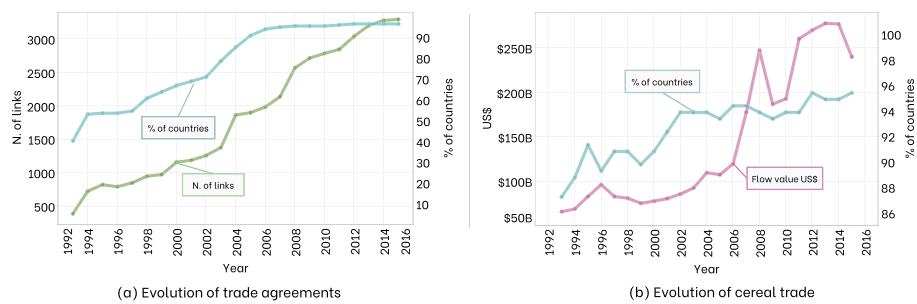 3000
2500
2000
1500
1000
500
N. of links
90
80
70
60
50
40
30
20
10
% of countries
% of countries
N. of links
1992
1994
1996
1998
2000
2002
2004
2006
2008
2010
2012
2014
2016
Year
(a) Evolution of trade agreements
$250B
$200B
$150B
$100B
$50B
US$
100
98
96
94
92
90
88
86
% of countries
% of countries
Flow value US$
1992
1994
1996
1998
2000
2002
2004
2006
2008
2010
2012
2014
2016
Year
(b) Evolution of cereal trade